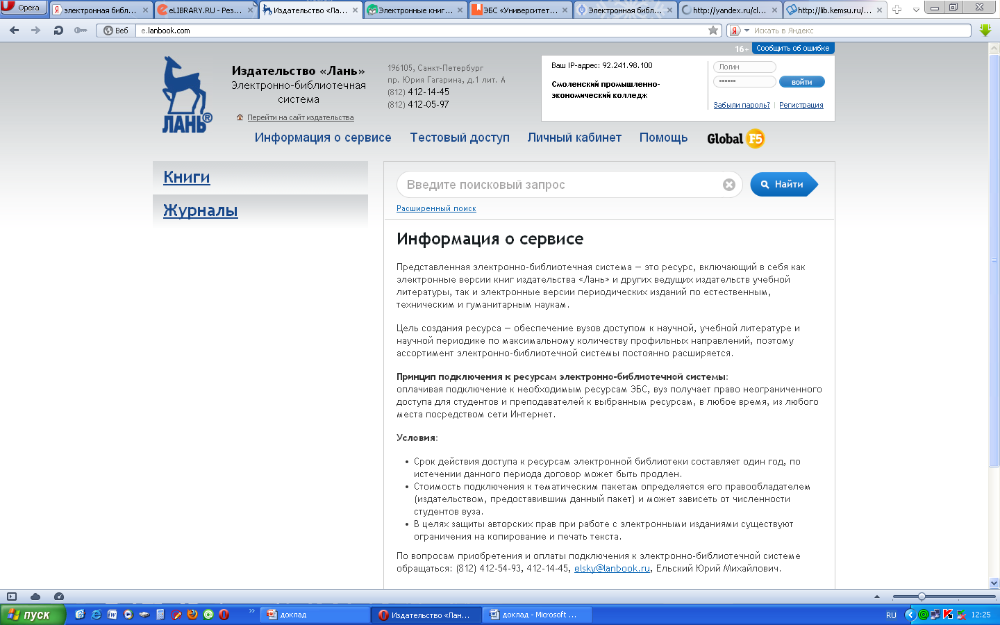 Opera
электронная библ...
eLIBRARY.RU - Рез...
Издательство «Лан...
Электронные книг...
ЭБС «Университет...
Электронная библ...
http://yandex.ru/cl...
http://lib.kemsu.ru/...
Веб
e.lanbook.com
Искать в Яндекс
16+
Сообщить об ошибке
ЛАНЬ®
Издательство «Лань»
Электронно-библиотечная
система
Перейти на сайт издательства
196105, Санкт-Петербург
пр. Юрия Гагарина, д.1 лит. А
(812) 412-14-45
(812) 412-05-97
Ваш IP-адрес: 92.241.98.100
Смоленский промышленно-
экономический колледж
Логин
••••••
войти
Забыли пароль?
Регистрация
Информация о сервисе
Тестовый доступ
Личный кабинет
Помощь
Global F5
Книги
Журналы
Введите поисковый запрос
Найти
Расширенный поиск
Информация о сервисе
Представленная электронно-библиотечная система — это ресурс, включающий в себя как
электронные версии книг издательства «Лань» и других ведущих издательств учебной
литературы, так и электронные версии периодических изданий по естественным,
техническим и гуманитарным наукам.
Цель создания ресурса — обеспечение вузов доступом к научной, учебной литературе и
научной периодике по максимальному количеству профильных направлений, поэтому
ассортимент электронно-библиотечной системы постоянно расширяется.
Принцип подключения к ресурсам электронно-библиотечной системы:
оплачивая подключение к необходимым ресурсам ЭБС, вуз получает право неограниченного
доступа для студентов и преподавателей к выбранным ресурсам, в любое время, из любого
места посредством сети Интернет.
Условия:
• Срок действия доступа к ресурсам электронной библиотеки составляет один год, по
истечении данного периода договор может быть продлен.
• Стоимость подключения к тематическим пакетам определяется его правообладателем
(издательством, предоставившим данный пакет) и может зависеть от численности
студентов вуза.
• В целях защиты авторских прав при работе с электронными изданиями существуют
ограничения на копирование и печать текста.
По вопросам приобретения и оплаты подключения к электронно-библиотечной системе
обращаться: (812) 412-54-93, 412-14-45, elsky@lanbook.ru, Ельский Юрий Михайлович.
пуск
доклад
Издательство «Лан...
доклад - Microsoft ...
RU
12:25